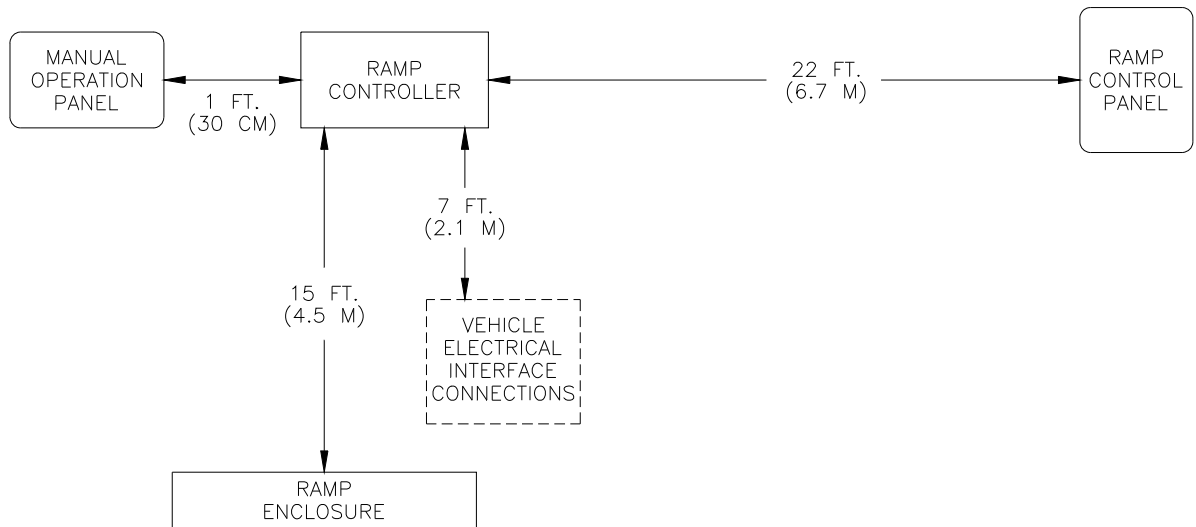 MANUAL
OPERATION
PANEL
1 FT.
(30 CM)
RAMP
CONTROLLER
22 FT.
(6.7 M)
RAMP
CONTROL
PANEL
7 FT.
(2.1 M)
15 FT.
(4.5 M)
VEHICLE
ELECTRICAL
INTERFACE
CONNECTIONS
RAMP
ENCLOSURE